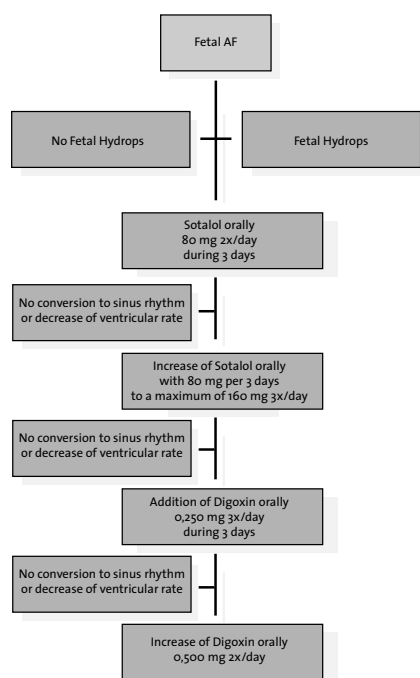 Fetal AF
No Fetal Hydrops
Fetal Hydrops
Sotalol orally
80 mg 2x/day
during 3 days
No conversion to sinus rhythm
or decrease of ventricular rate
Increase of Sotalol orally
with 80 mg per 3 days
to a maximum of 160 mg 3x/day
No conversion to sinus rhythm
or decrease of ventricular rate
Addition of Digoxin orally
0,250 mg 3x/day
during 3 days
No conversion to sinus rhythm
or decrease of ventricular rate
Increase of Digoxin orally
0,500 mg 2x/day